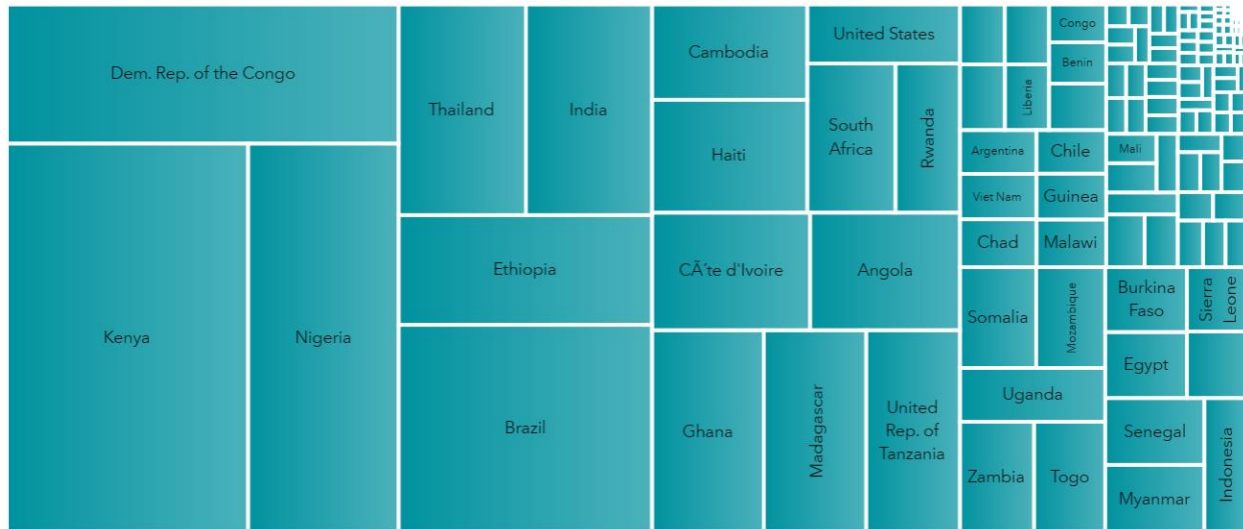 Dem. Rep. of the Congo
Kenya
Nigeria
Thailand
India
Ethiopia
Brazil
Cambodia
Haiti
United States
South
Africa
Rwanda
CÃ´te d'Ivoire
Angola
Ghana
Madagascar
United
Rep. of
Tanzania
Liberia
Congo
Benin
Argentina
Chile
Viet Nam
Guinea
Chad
Malawi
Somalia
Mozambique
Uganda
Zambia
Togo
Mali
Burkina
Faso
Sierra
Leone
Egypt
Senegal
Myanmar
Indonesia